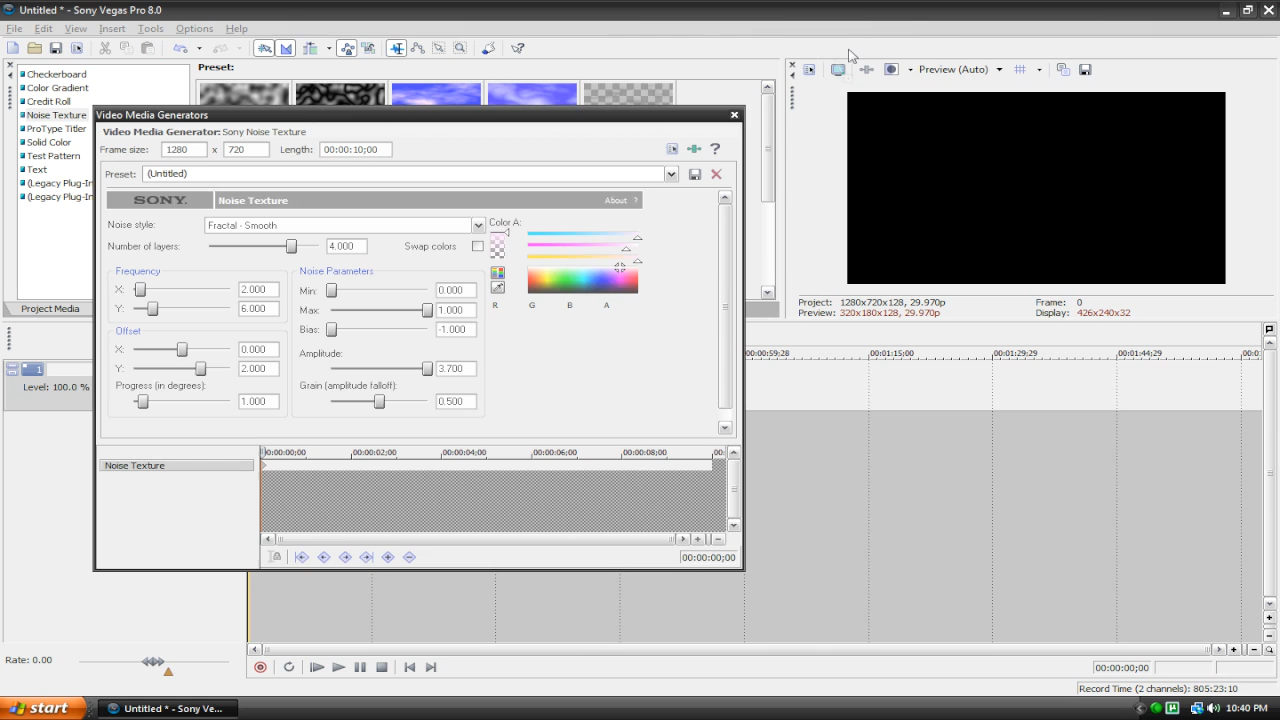 Untitled * - Sony Vegas Pro 8.0
File Edit View Insert Tools Options Help
Checkerboard
Color Gradient
Credit Roll
Noise Texture
ProType Titler
Solid Color
Test Pattern
Text
(Legacy Plug-In
(Legacy Plug-In
Project Media
Preset:
Preview (Auto)
Project: 1280x720x128, 29.970p
Preview: 320x180x128, 29.970p
Frame: 0
Display: 426x240x32
Video Media Generators
Video Media Generator: Sony Noise Texture
Frame size: 1280 x 720 Length: 00:00:10;00
Preset: (Untitled)
SONY. Noise Texture About ?
Noise style: Fractal - Smooth
Number of layers: 4.000 Swap colors
Color A:
R G B A
Frequency
X: 2.000
Y: 6.000
Offset
X: 0.000
Y: 2.000
Progress (in degrees):
1.000
Noise Parameters
Min: 0.000
Max: 1.000
Bias: -1.000
Amplitude:
3.700
Grain (amplitude falloff):
0.500
Noise Texture
00:00:00;00 00:00:02;00 00:00:04;00 00:00:06;00 00:00:08;00 00:
00:00:00;00
1
Level: 100.0 %
00:00:59;28 00:01:15;00 00:01:29;29 00:01:44;29 00:0
Rate: 0.00
00:00:00;00
Record Time (2 channels): 805:23:10
start
Untitled * - Sony Ve...
10:40 PM